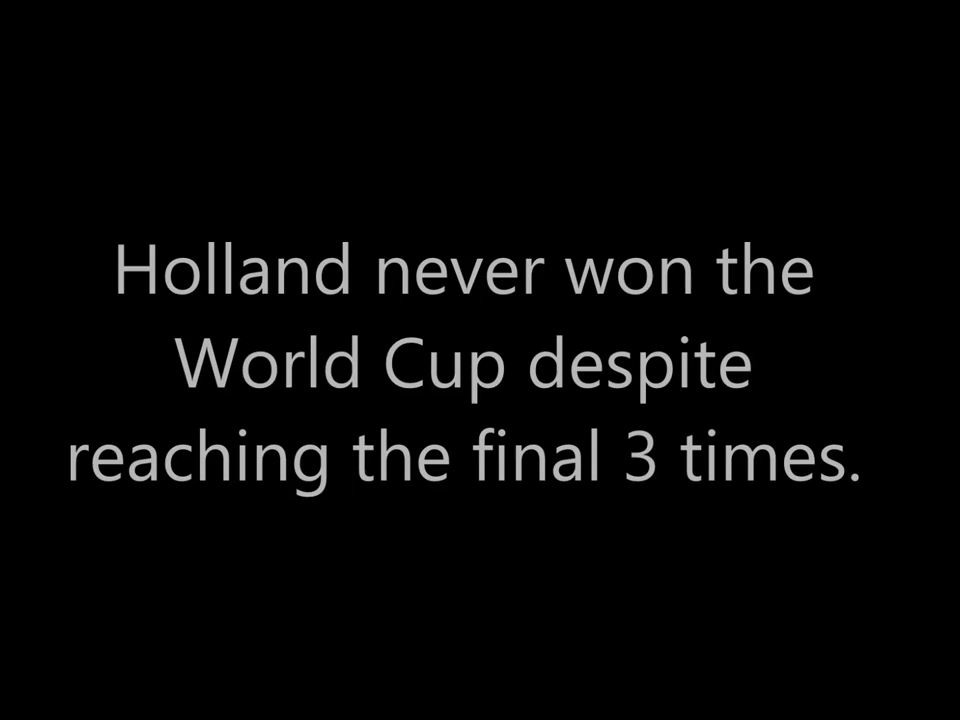 Holland never won the
World Cup despite
reaching the final 3 times.